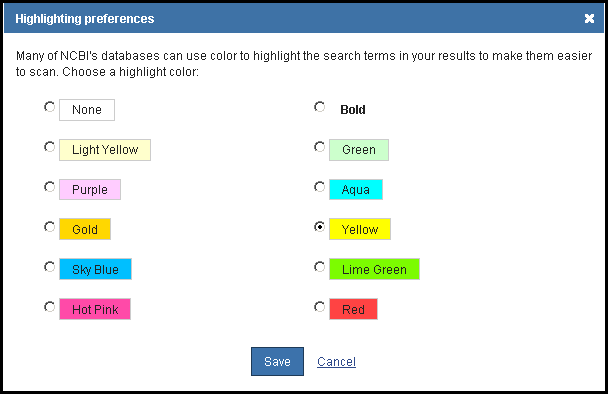 Highlighting preferences
Many of NCBI's databases can use color to highlight the search terms in your results to make them easier
to scan. Choose a highlight color:
None
Bold
Light Yellow
Green
Purple
Aqua
Gold
Yellow
Sky Blue
Lime Green
Hot Pink
Red
Save
Cancel